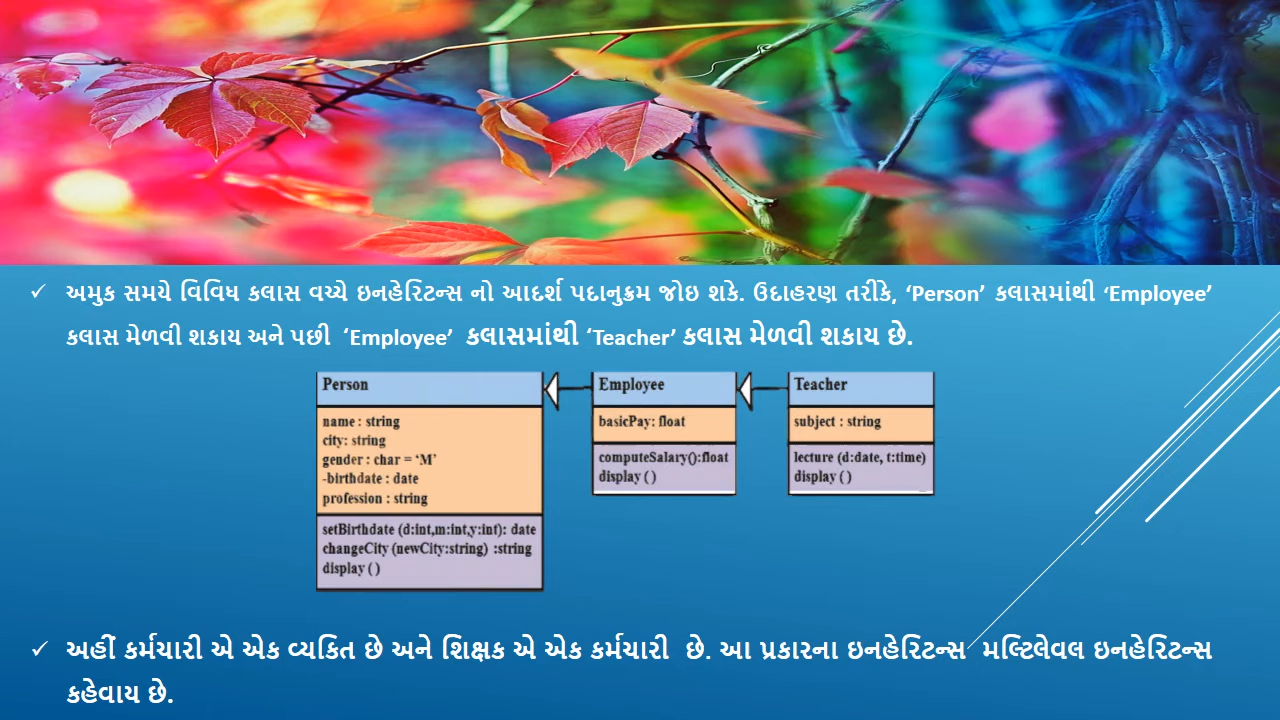 ✓ અમુક સમયે વિવિધ કલાસ વચ્ચે ઇનહેરિટન્સ નો આદર્શ પદાનુક્રમ જોઇ શકે. ઉદાહરણ તરીકે, ‘Person’ કલાસમાંથી ‘Employee’
કલાસ મેળવી શકાય અને પછી ‘Employee’ કલાસમાંથી ‘Teacher’ કલાસ મેળવી શકાય છે.
Person
name : string
city: string
gender : char = ‘M’
-birthdate : date
profession : string
setBirthdate (d:int,m:int,y:int): date
changeCity (newCity:string) :string
display ( )
Employee
basicPay: float
computeSalary():float
display ( )
Teacher
subject : string
lecture (d:date, t:time)
display ( )
✓ અહીં કર્મચારી એ એક વ્યકિત છે અને શિક્ષક એ એક કર્મચારી છે. આ પ્રકારના ઇનહેરિટન્સ મલ્ટિલેવલ ઇનહેરિટન્સ
કહેવાય છે.